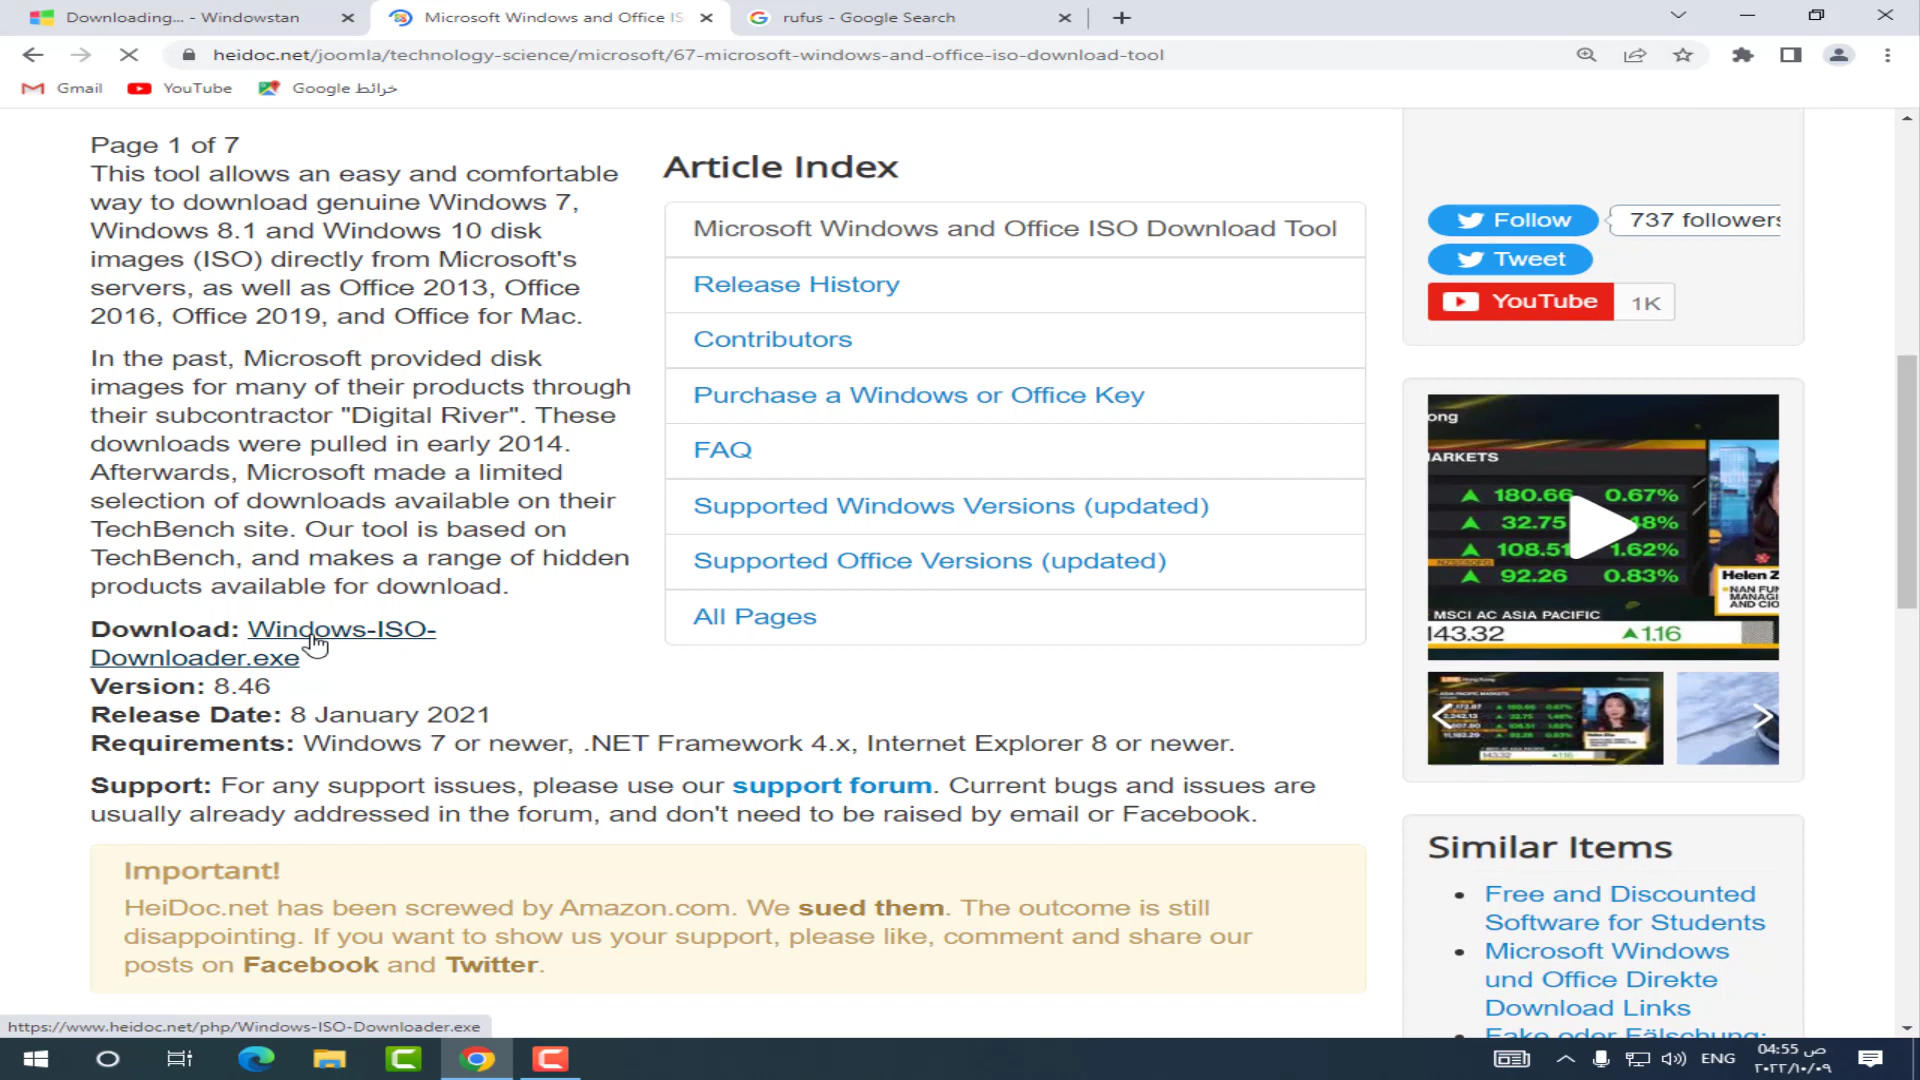 Downloading... - Windowstan
Microsoft Windows and Office IS
rufus - Google Search
heidoc.net/joomla/technology-science/microsoft/67-microsoft-windows-and-office-iso-download-tool
Gmail
YouTube
خرائط Google
Page 1 of 7
This tool allows an easy and comfortable
way to download genuine Windows 7,
Windows 8.1 and Windows 10 disk
images (ISO) directly from Microsoft's
servers, as well as Office 2013, Office
2016, Office 2019, and Office for Mac.
In the past, Microsoft provided disk
images for many of their products through
their subcontractor "Digital River". These
downloads were pulled in early 2014.
Afterwards, Microsoft made a limited
selection of downloads available on their
TechBench site. Our tool is based on
TechBench, and makes a range of hidden
products available for download.
Download: Windows-ISO-
Downloader.exe
Version: 8.46
Release Date: 8 January 2021
Requirements: Windows 7 or newer, .NET Framework 4.x, Internet Explorer 8 or newer.
Support: For any support issues, please use our support forum. Current bugs and issues are
usually already addressed in the forum, and don't need to be raised by email or Facebook.
Important!
HeiDoc.net has been screwed by Amazon.com. We sued them. The outcome is still
disappointing. If you want to show us your support, please like, comment and share our
posts on Facebook and Twitter.
Article Index
Microsoft Windows and Office ISO Download Tool
Release History
Contributors
Purchase a Windows or Office Key
FAQ
Supported Windows Versions (updated)
Supported Office Versions (updated)
All Pages
Follow
737 followers
Tweet
YouTube
1K
ong
ARKETS
180.66 0.67%
32.75 48%
108.51 1.62%
92.26 0.83%
Helen Z
MSCI AC ASIA PACIFIC
143.32 1.16
Similar Items
Free and Discounted
Software for Students
Microsoft Windows
und Office Direkte
Download Links
Fake oder Fälschung:
https://www.heidoc.net/php/Windows-ISO-Downloader.exe
ENG
04:55 ص
٢٠٢٢/١٠/٠٩